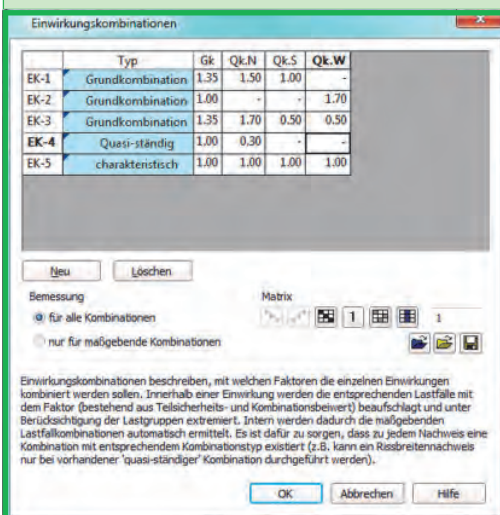 Einwirkungskombinationen
x
Typ Gk Qk.N Qk.S Qk.W
EK-1 Grundkombination 1.35 1.50 1.00 -
EK-2 Grundkombination 1.00 - - 1.70
EK-3 Grundkombination 1.35 1.70 0.50 0.50
EK-4 Quasi-ständig 1.00 0.30 - -
EK-5 charakteristisch 1.00 1.00 1.00 1.00
Neu Löschen
Bemessung Matrix
für alle Kombinationen 1 1
nur für maßgebende Kombinationen
Einwirkungskombinationen beschreiben, mit welchen Faktoren die einzelnen Einwirkungen
kombiniert werden sollen. Innerhalb einer Einwirkung werden die entsprechenden Lastfälle mit
dem Faktor (bestehend aus Teilsicherheits- und Kombinationsbeiwert) beaufschlagt und unter
Berücksichtigung der Lastgruppen extremiert. Intern werden dadurch die maßgebenden
Lastfallkombinationen automatisch ermittelt. Es ist dafür zu sorgen, dass zu jedem Nachweis eine
Kombination mit entsprechendem Kombinationstyp existiert (z.B. kann ein Rissbreitennachweis
nur bei vorhandener 'quasi-ständiger' Kombination durchgeführt werden).
OK Abbrechen Hilfe